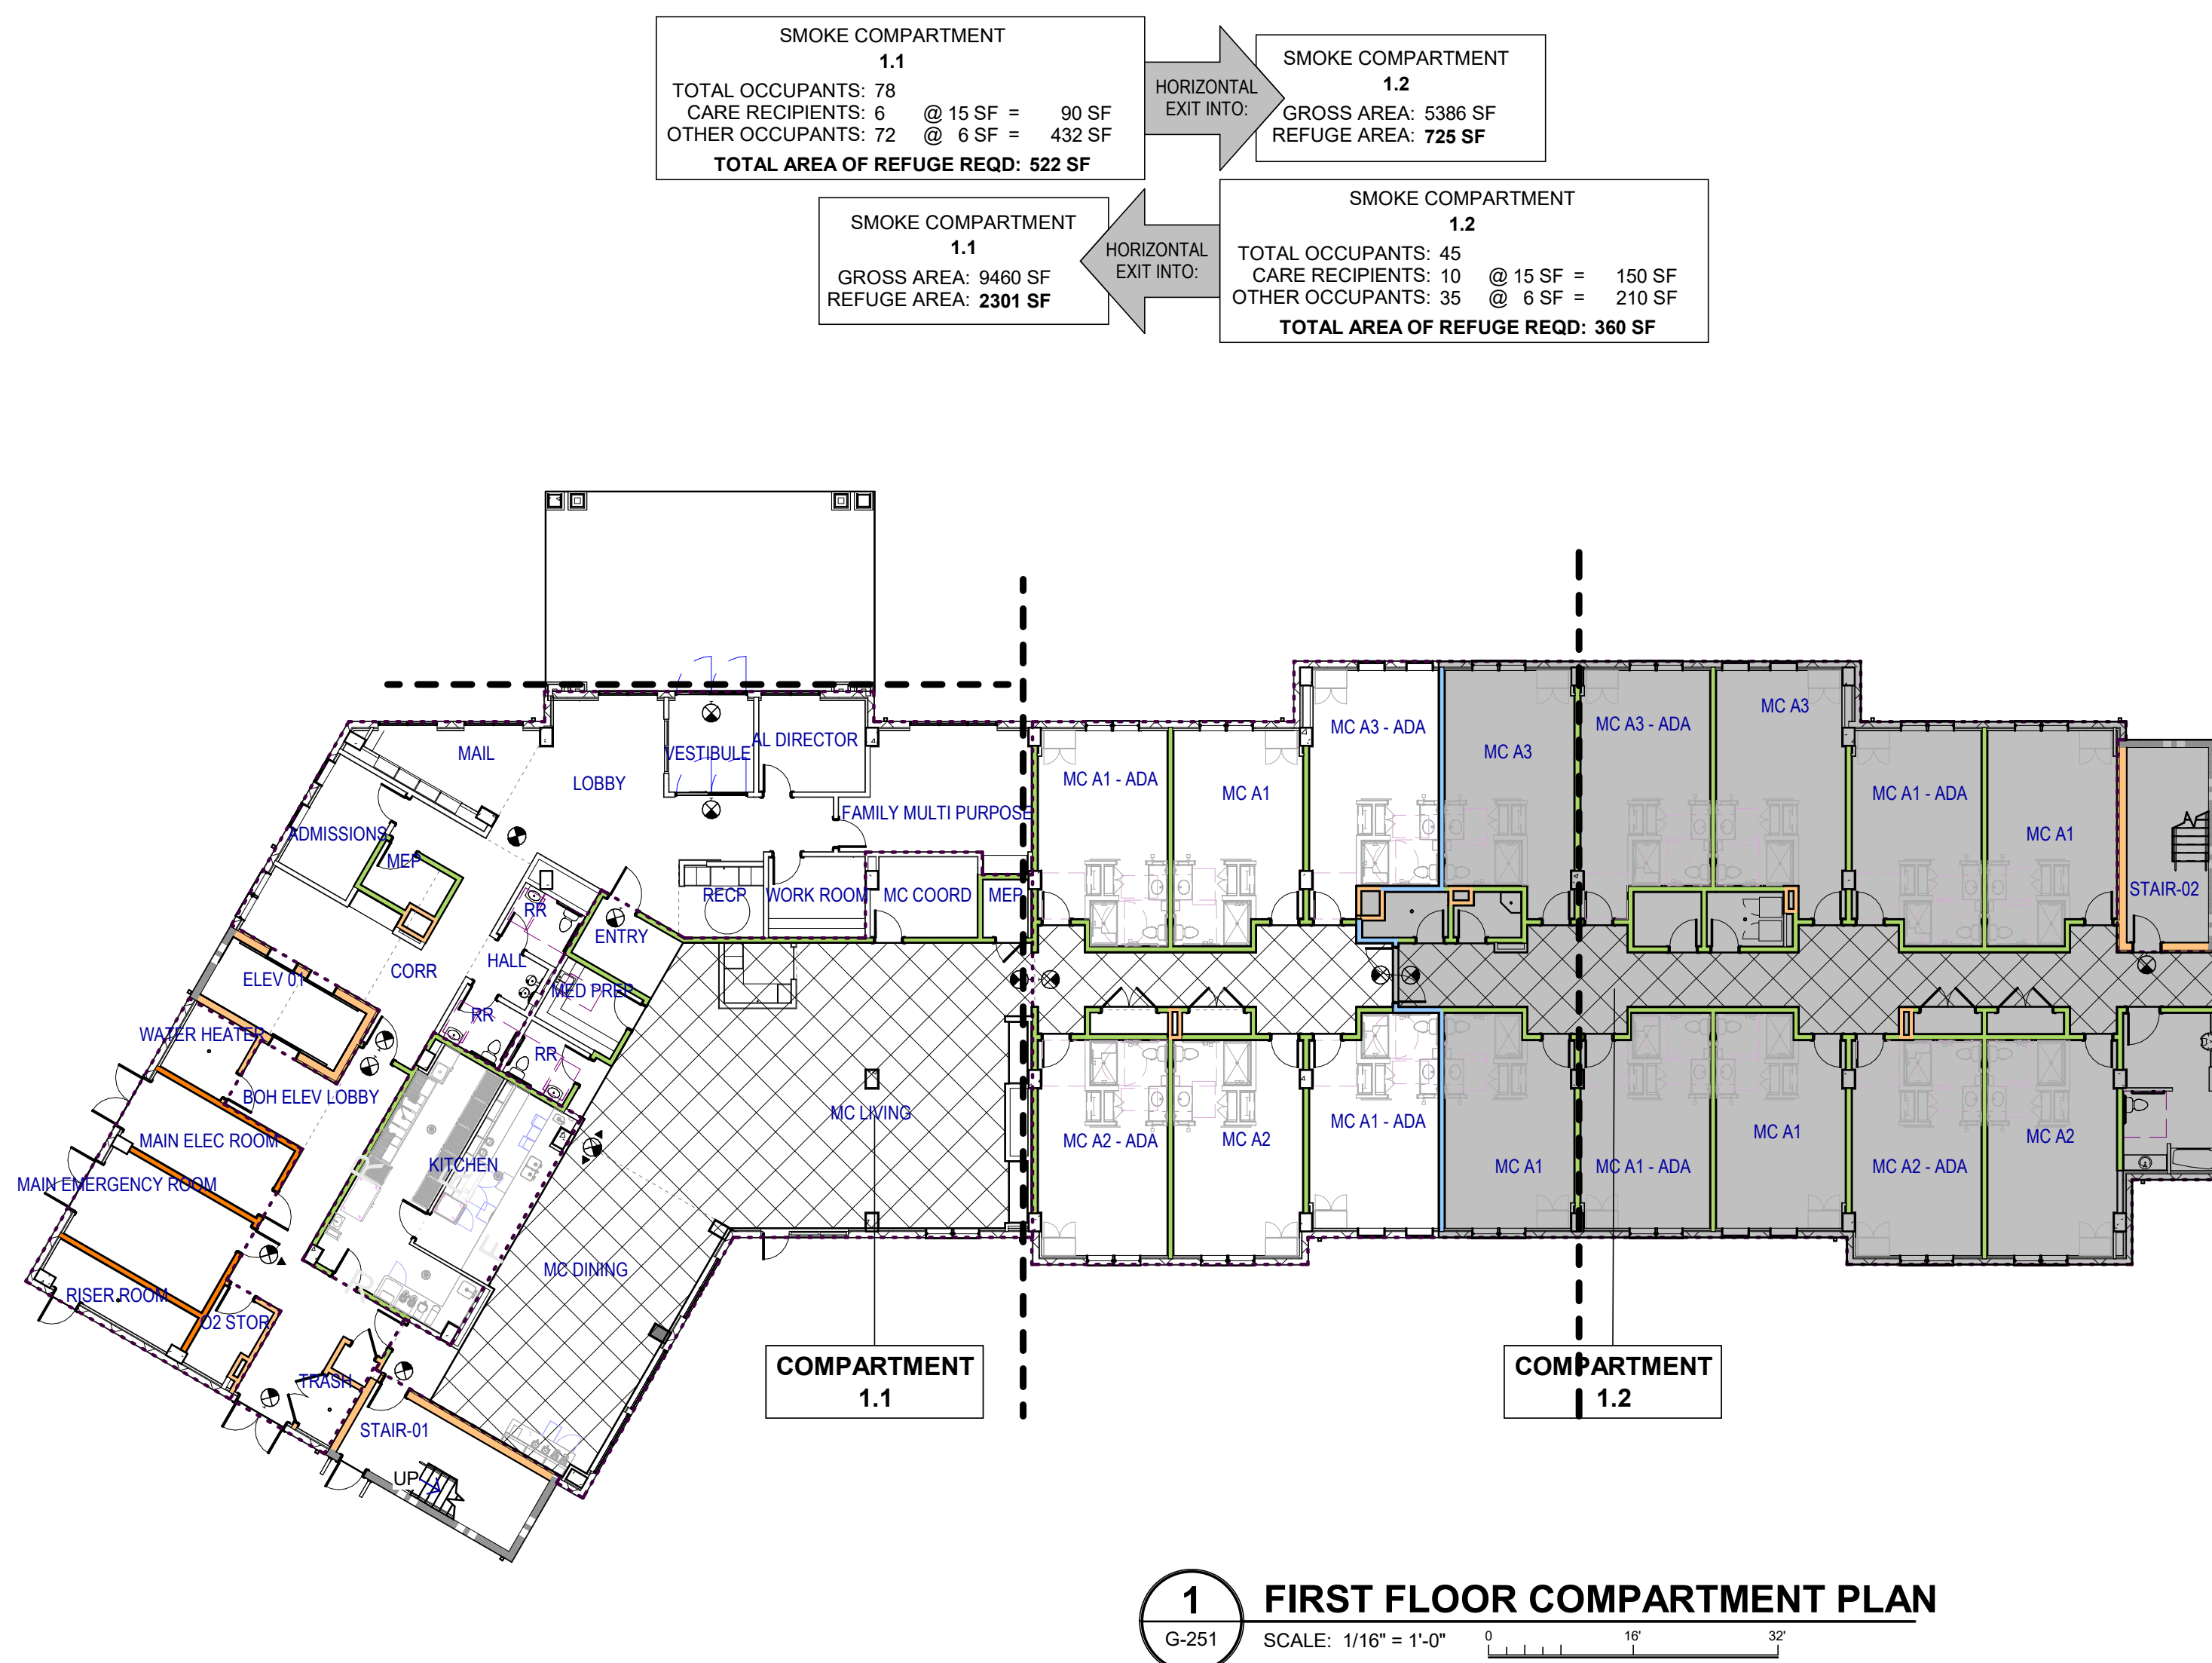 SMOKE COMPARTMENT
1.1
TOTAL OCCUPANTS: 78
CARE RECIPIENTS: 6 @ 15 SF = 90 SF
OTHER OCCUPANTS: 72 @ 6 SF = 432 SF
TOTAL AREA OF REFUGE REQD: 522 SF
HORIZONTAL
EXIT INTO:
SMOKE COMPARTMENT
1.2
GROSS AREA: 5386 SF
REFUGE AREA: 725 SF
SMOKE COMPARTMENT
1.1
GROSS AREA: 9460 SF
REFUGE AREA: 2301 SF
HORIZONTAL
EXIT INTO:
SMOKE COMPARTMENT
1.2
TOTAL OCCUPANTS: 45
CARE RECIPIENTS: 10 @ 15 SF = 150 SF
OTHER OCCUPANTS: 35 @ 6 SF = 210 SF
TOTAL AREA OF REFUGE REQD: 360 SF
MAIL
LOBBY
VESTIBULE
AL DIRECTOR
FAMILY MULTI PURPOSE
ADMISSIONS
MEP
RECP
WORK ROOM
MC COORD
MEP
RR
ENTRY
HALL
CORR
ELEV 01
MED PREP
RR
RR
WATER HEATER
BOH ELEV LOBBY
MAIN ELEC ROOM
MAIN EMERGENCY ROOM
KITCHEN
MC LIVING
MC DINING
RISER ROOM
O2 STOR
TRASH
STAIR-01
UP
MC A1 - ADA
MC A1
MC A3 - ADA
MC A3
MC A3 - ADA
MC A3
MC A1 - ADA
MC A1
STAIR-02
MC A2 - ADA
MC A2
MC A1 - ADA
MC A1
MC A1 - ADA
MC A1
MC A2 - ADA
MC A2
COMPARTMENT
1.1
COMPARTMENT
1.2
1
G-251
FIRST FLOOR COMPARTMENT PLAN
SCALE: 1/16" = 1'-0"
0 16' 32'